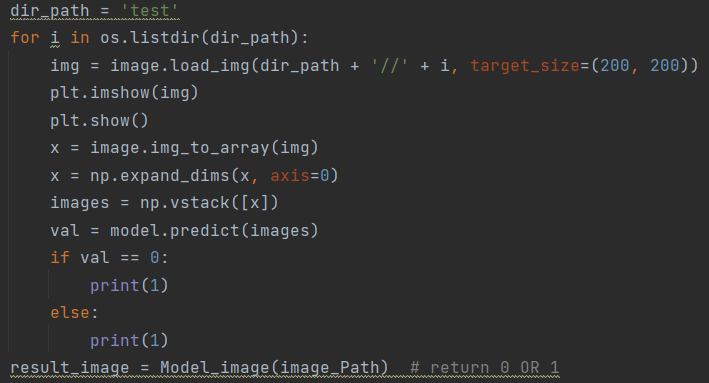 dir_path = 'test'
for i in os.listdir(dir_path):
    img = image.load_img(dir_path + '//' + i, target_size=(200, 200))
    plt.imshow(img)
    plt.show()
    x = image.img_to_array(img)
    x = np.expand_dims(x, axis=0)
    images = np.vstack([x])
    val = model.predict(images)
    if val == 0:
        print(1)
    else:
        print(1)
result_image = Model_image(image_Path)  # return 0 OR 1